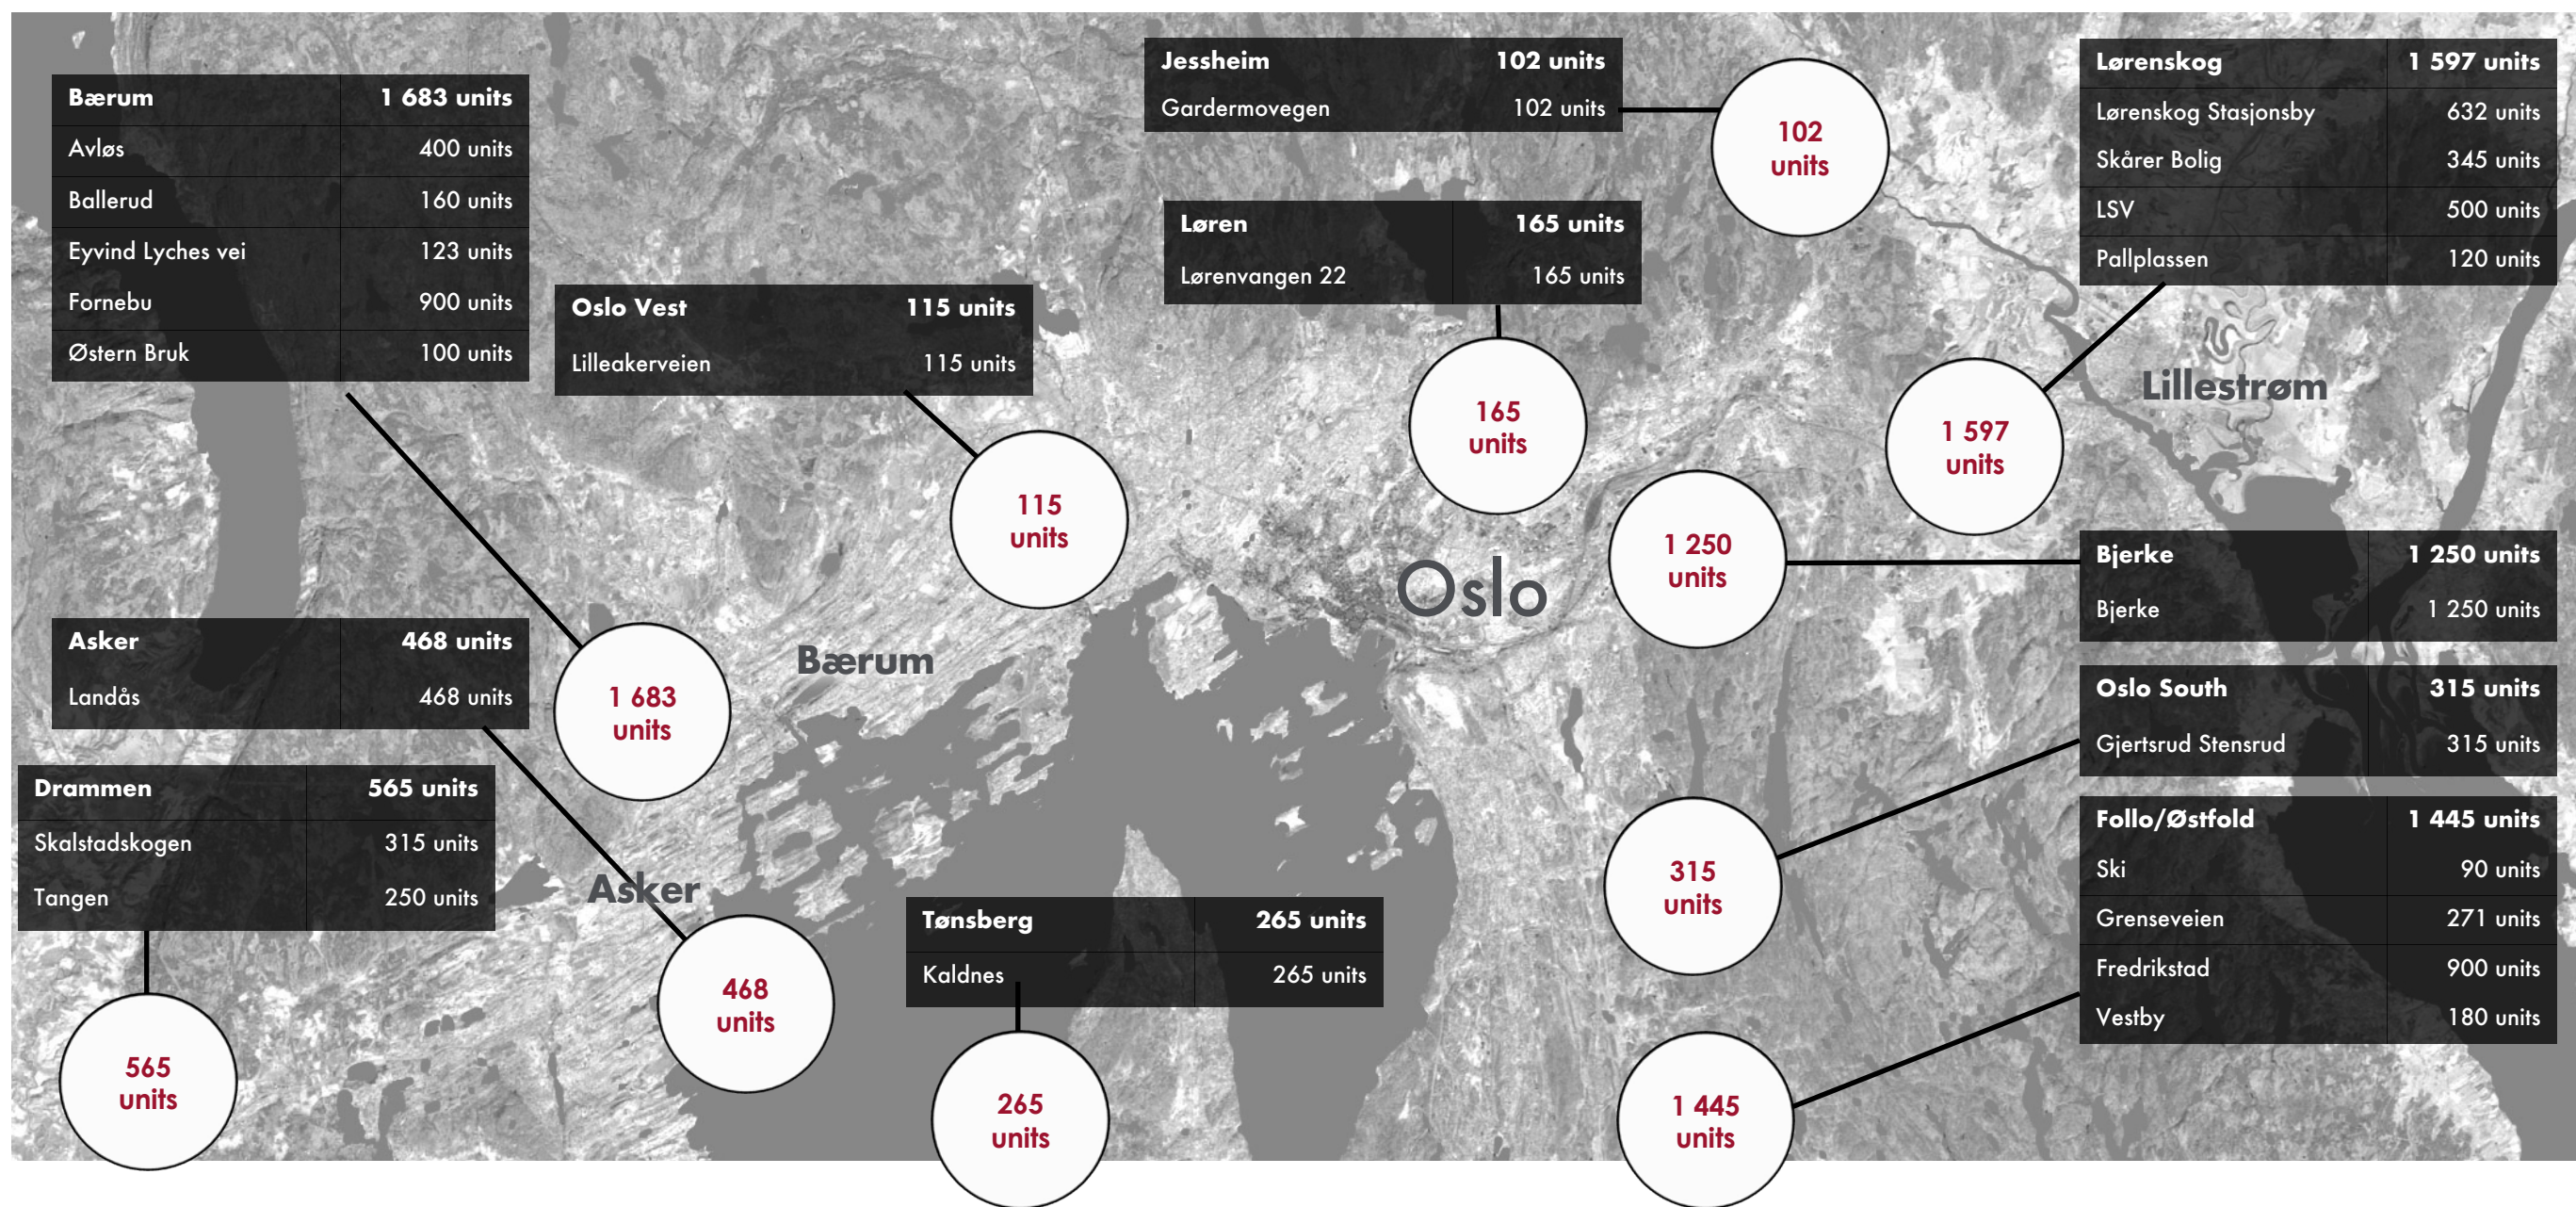 Bærum 1 683 units
Avløs 400 units
Ballerud 160 units
Eyvind Lyches vei 123 units
Fornebu 900 units
Østern Bruk 100 units
Jessheim 102 units
Gardermovegen 102 units
102
units
Lørenskog 1 597 units
Lørenskog Stasjonsby 632 units
Skårer Bolig 345 units
LSV 500 units
Pallplassen 120 units
Løren 165 units
Lørenvangen 22 165 units
Oslo Vest 115 units
Lilleakerveien 115 units
165
units
1 597
units
Lillestrøm
115
units
1 250
units
Oslo
Bjerke 1 250 units
Bjerke 1 250 units
Asker 468 units
Landås 468 units
Bærum
1 683
units
Oslo South 315 units
Gjertsrud Stensrud 315 units
Drammen 565 units
Skalstadskogen 315 units
Tangen 250 units
Asker
315
units
Follo/Østfold 1 445 units
Ski 90 units
Grenseveien 271 units
Fredrikstad 900 units
Vestby 180 units
Tønsberg 265 units
Kaldnes 265 units
468
units
565
units
265
units
1 445
units